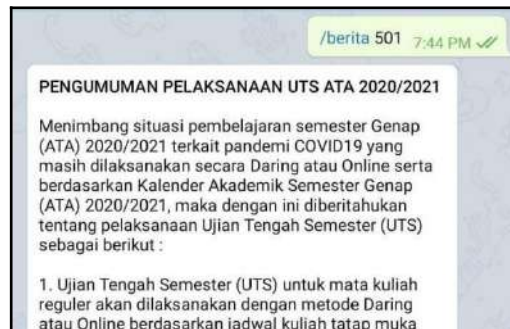 /berita 501 7:44 PM
PENGUMUMAN PELAKSANAAN UTS ATA 2020/2021
Menimbang situasi pembelajaran semester Genap
(ATA) 2020/2021 terkait pandemi COVID19 yang
masih dilaksanakan secara Daring atau Online serta
berdasarkan Kalender Akademik Semester Genap
(ATA) 2020/2021, maka dengan ini diberitahukan
tentang pelaksanaan Ujian Tengah Semester (UTS)
sebagai berikut :
1. Ujian Tengah Semester (UTS) untuk mata kuliah
reguler akan dilaksanakan dengan metode Daring
atau Online berdasarkan jadwal kuliah tatap muka